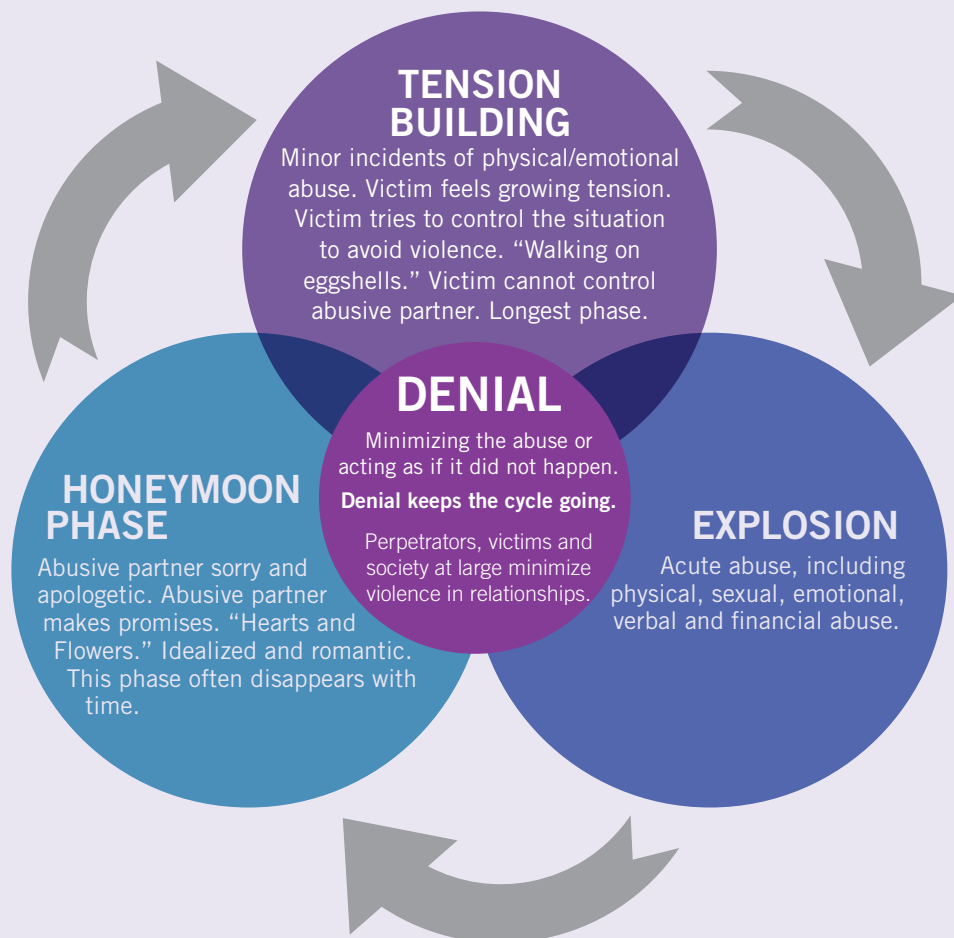 TENSION
BUILDING
Minor incidents of physical/emotional
abuse. Victim feels growing tension.
Victim tries to control the situation
to avoid violence. “Walking on
eggshells.” Victim cannot control
abusive partner. Longest phase.
DENIAL
Minimizing the abuse or
acting as if it did not happen.
Denial keeps the cycle going.
Perpetrators, victims and
society at large minimize
violence in relationships.
HONEYMOON
PHASE
Abusive partner sorry and
apologetic. Abusive partner
makes promises. “Hearts and
Flowers.” Idealized and romantic.
This phase often disappears with
time.
EXPLOSION
Acute abuse, including
physical, sexual, emotional,
verbal and financial abuse.